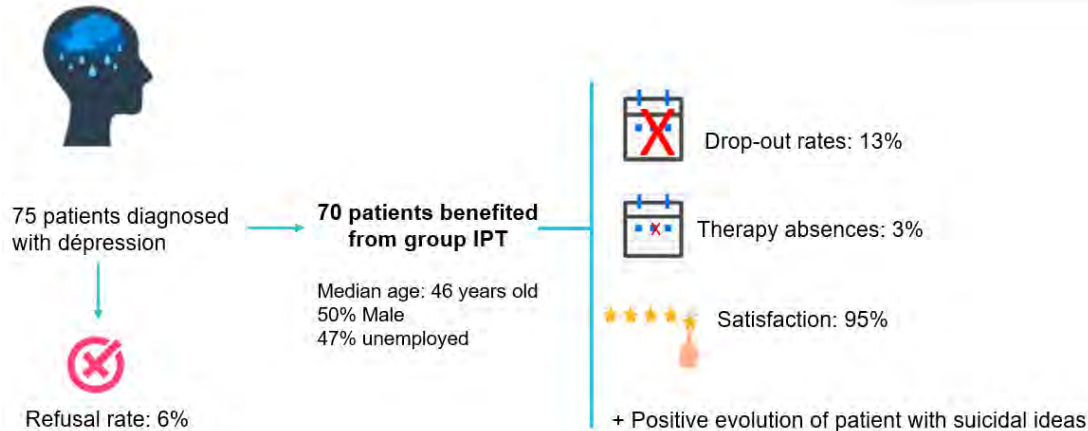 75 patients diagnosed
with dépression
Refusal rate: 6%
70 patients benefited
from group IPT
Median age: 46 years old
50% Male
47% unemployed
Drop-out rates: 13%
Therapy absences: 3%
Satisfaction: 95%
+ Positive evolution of patient with suicidal ideas